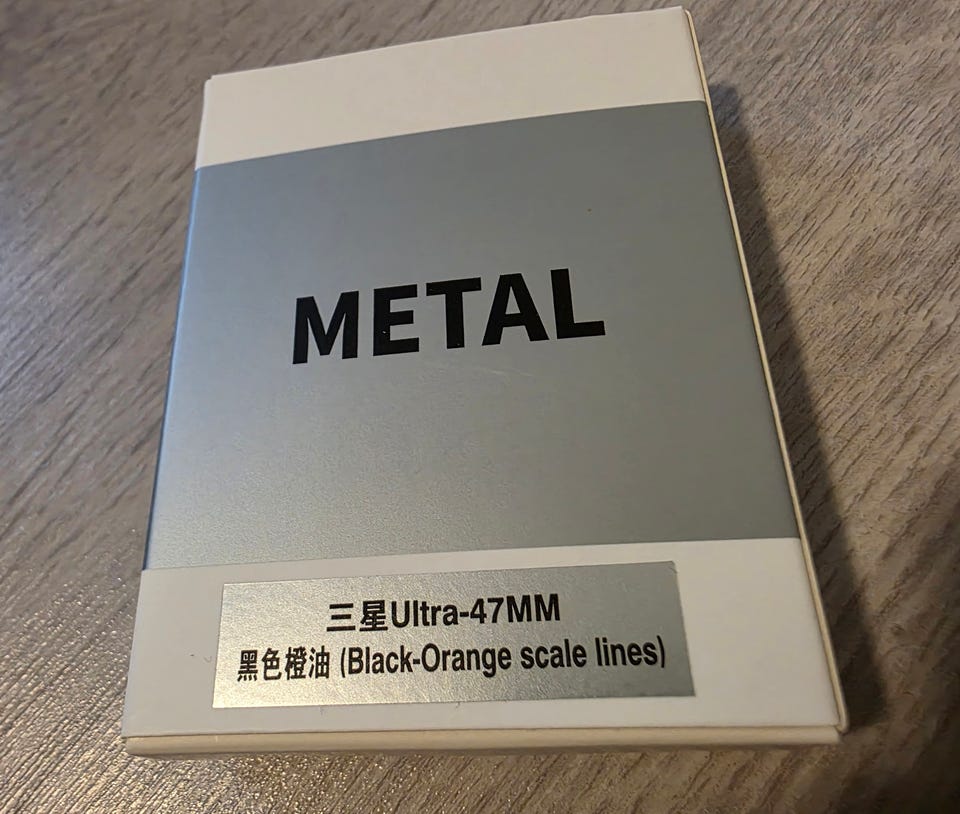 METAL
三星Ultra-47MM
黑色橙油 (Black-Orange scale lines)